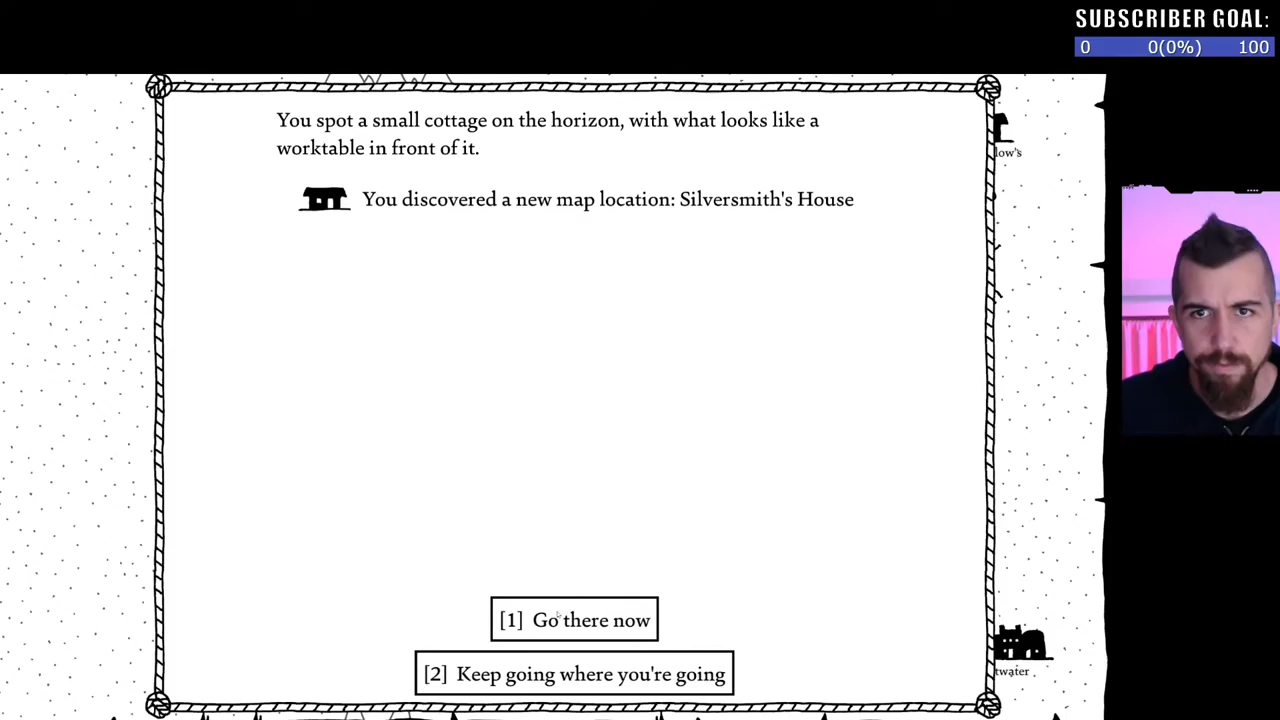 SUBSCRIBER GOAL:
0 0(0%) 100
You spot a small cottage on the horizon, with what looks like a
worktable in front of it.
You discovered a new map location: Silversmith's House
low's
[1] Go there now
[2] Keep going where you're going
twater